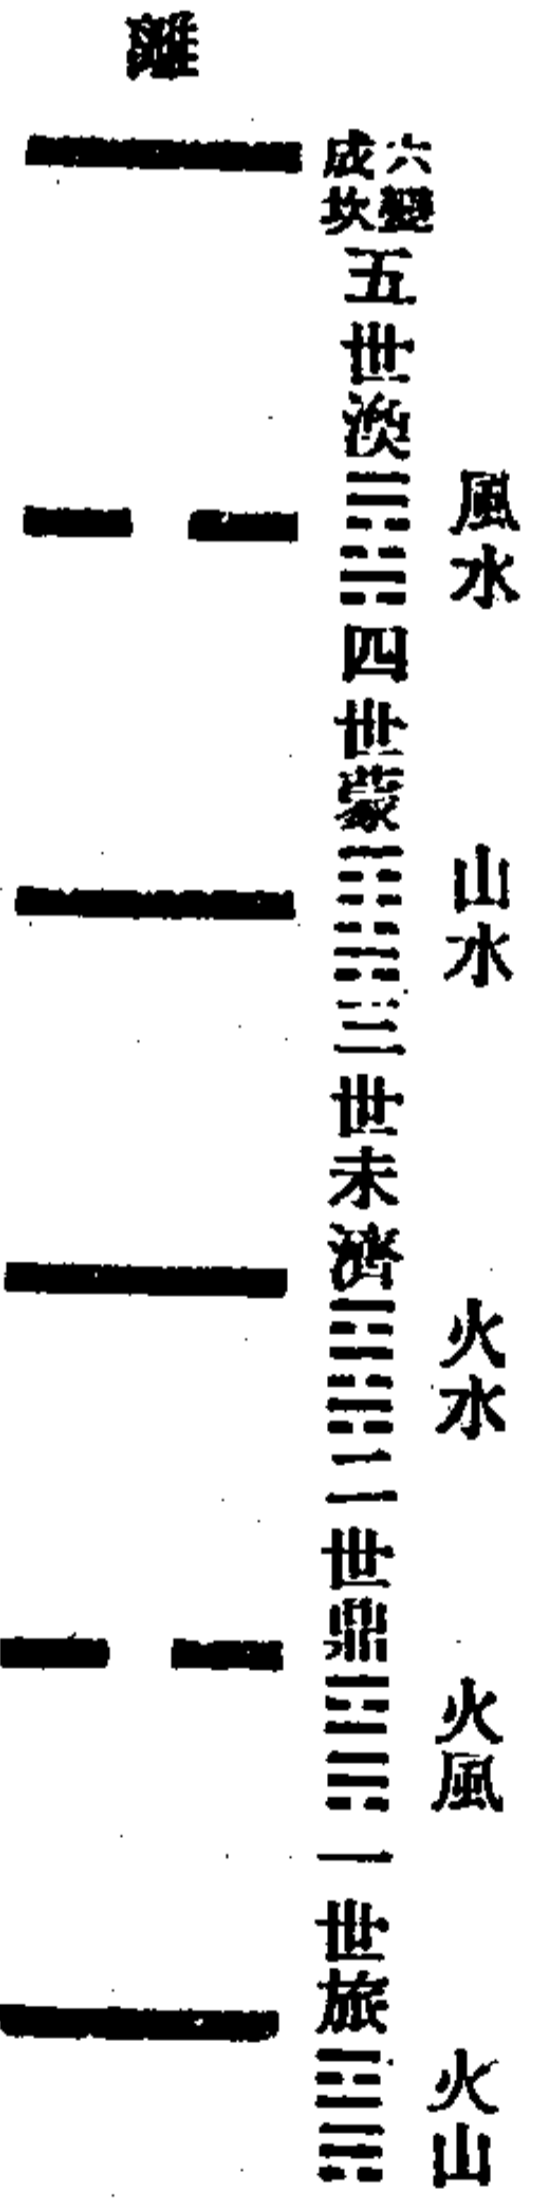 離
六變
成坎
五世渙䷺
風水
四世蒙䷃
山水
三世未濟䷿
火水
二世鼎䷱
火風
一世旅䷷
火山